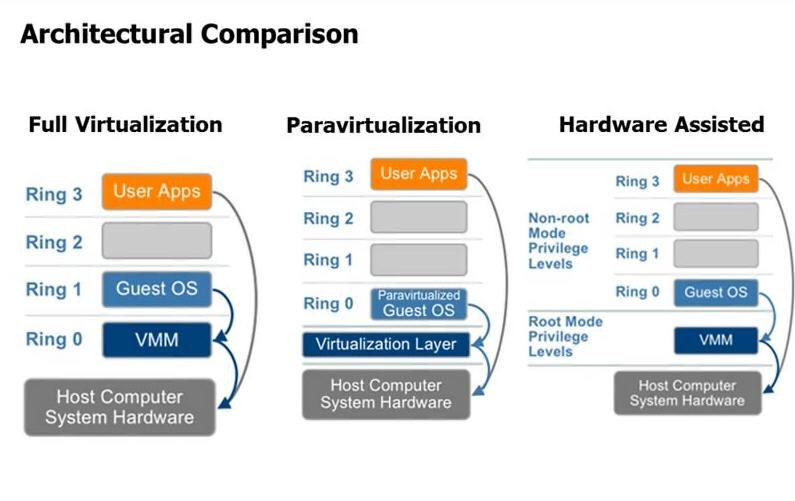 Architectural Comparison
Full Virtualization
Ring 3
User Apps
Ring 2
Ring 1
Guest OS
Ring 0
VMM
Host Computer
System Hardware
Paravirtualization
Ring 3
User Apps
Ring 2
Ring 1
Ring 0
Paravirtualized
Guest OS
Virtualization Layer
Host Computer
System Hardware
Hardware Assisted
Non-root
Mode
Privilege
Levels
Ring 3
User Apps
Ring 2
Ring 1
Ring 0
Guest OS
Root Mode
Privilege
Levels
VMM
Host Computer
System Hardware